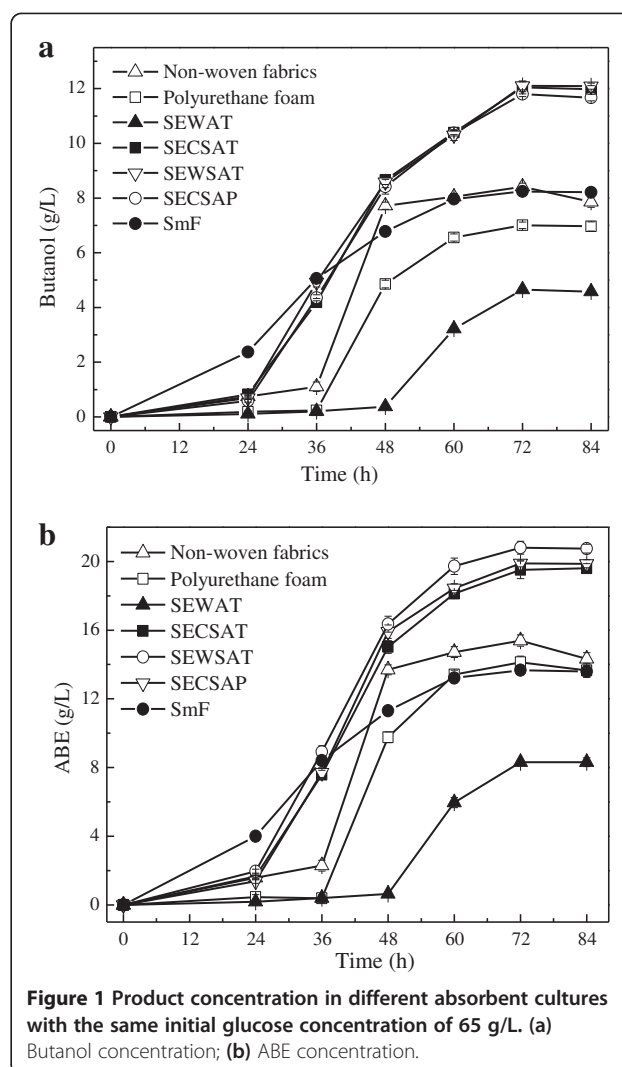 a
12
10
8
6
4
2
0
Butanol (g/L)
Non-woven fabrics
Polyurethane foam
SEWAT
SECSAT
SEWSAT
SECSAP
SmF
0 12 24 36 48 60 72 84
Time (h)
b
20
16
12
8
4
0
ABE (g/L)
Non-woven fabrics
Polyurethane foam
SEWAT
SECSAT
SEWSAT
SECSAP
SmF
0 12 24 36 48 60 72 84
Time (h)
Figure 1 Product concentration in different absorbent cultures
with the same initial glucose concentration of 65 g/L. (a)
Butanol concentration; (b) ABE concentration.